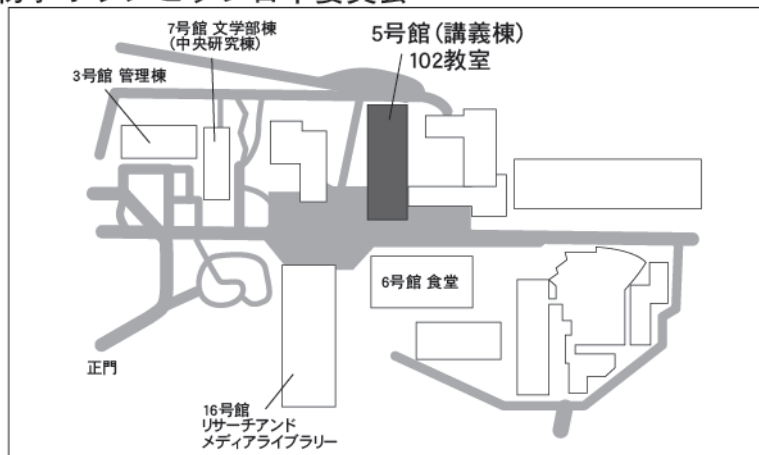 7号館 文学部棟
(中央研究棟)
5号館(講義棟)
102教室
3号館 管理棟
6号館 食堂
正門
16号館
リサーチアンド
メディアライブラリー